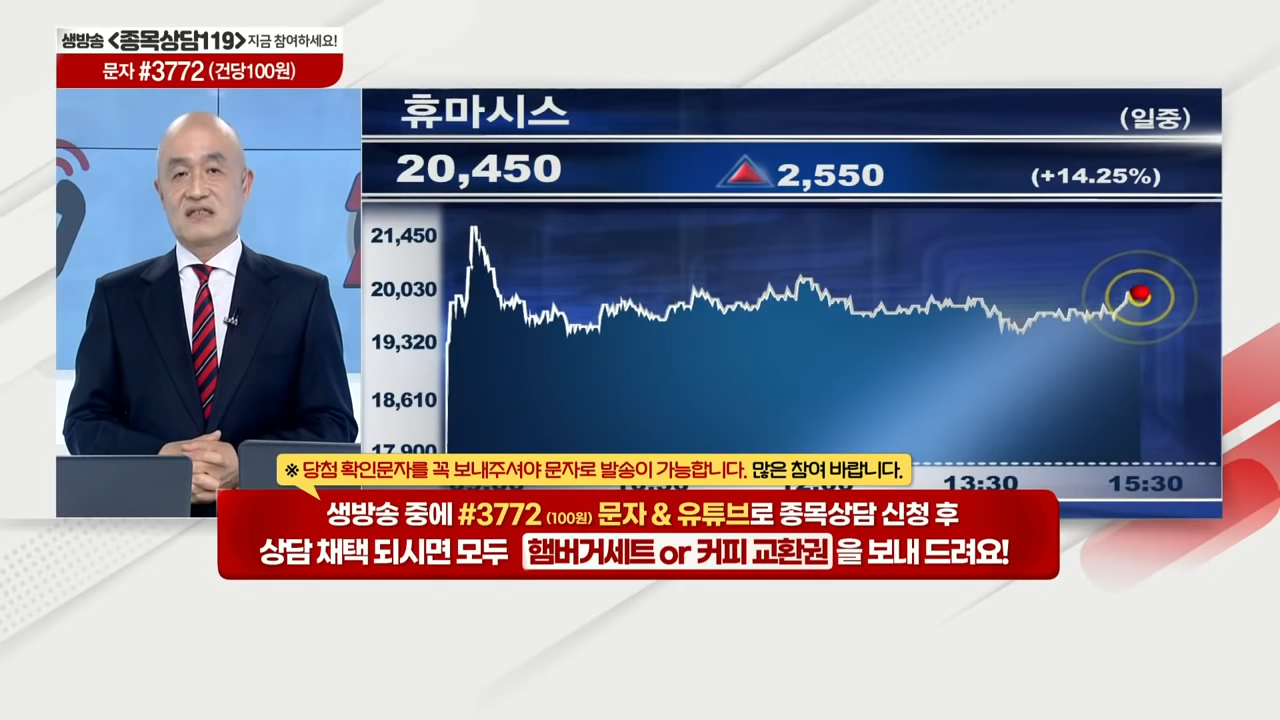 생방송 <종목상담119> 지금 참여하세요!
문자 #3772 (건당100원)
휴마시스 (일중)
20,450 2,550 (+14.25%)
21,450
20,030
19,320
18,610
17,900
13:30 15:30
※ 당첨 확인문자를 꼭 보내주셔야 문자로 발송이 가능합니다. 많은 참여 바랍니다.
생방송 중에 #3772 (100원) 문자 & 유튜브로 종목상담 신청 후
상담 채택 되시면 모두 햄버거세트 or 커피 교환권 을 보내 드려요!